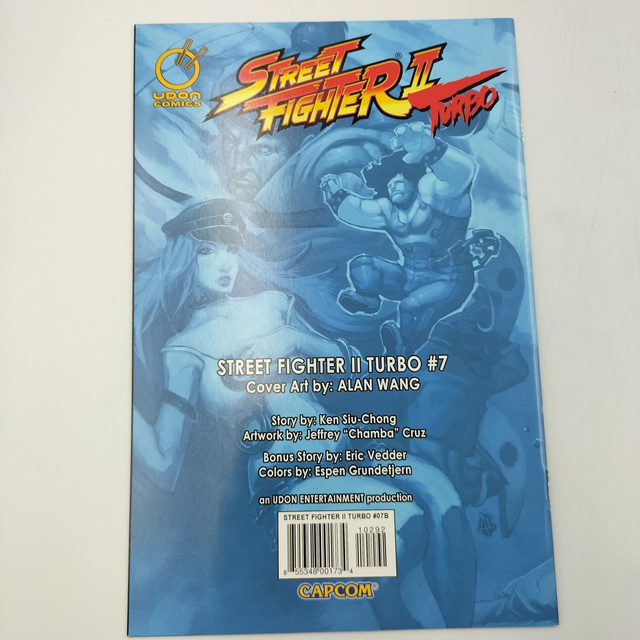 UDON
COMICS
STREET
FIGHTER® II
TURBO
STREET FIGHTER II TURBO #7
Cover Art by: ALAN WANG
Story by: Ken Siu-Chong
Artwork by: Jeffrey "Chamba" Cruz
Bonus Story by: Eric Vedder
Colors by: Espen Grundetjern
an UDON ENTERTAINMENT production
STREET FIGHTER II TURBO #07B
10292
8 55348 00173 4
CAPCOM®